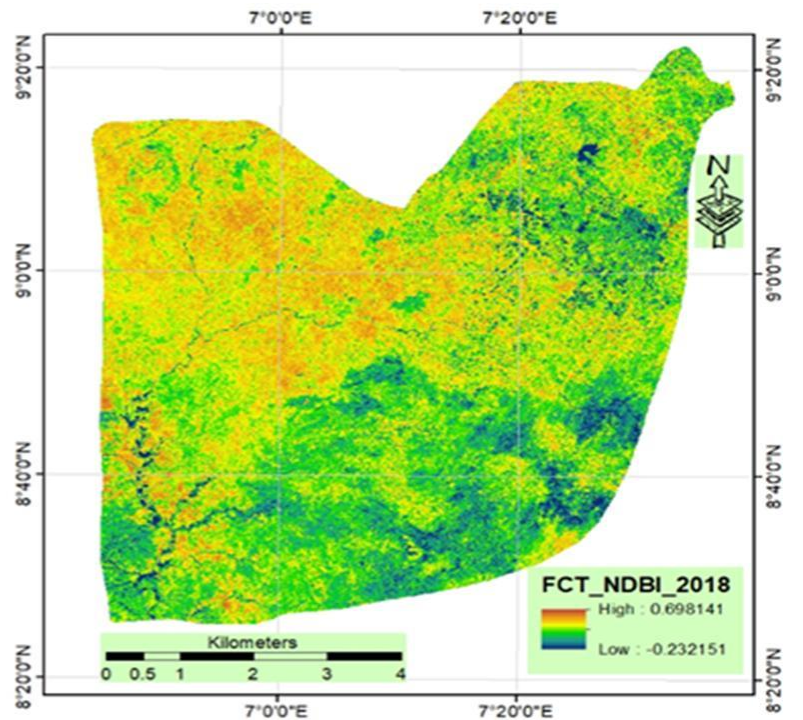 7°0'0"E 7°20'0"E
9°20'0"N 9°20'0"N
N
9°0'0"N 9°0'0"N
8°40'0"N 8°40'0"N
FCT_NDBI_2018
High : 0.698141
Low : -0.232151
Kilometers
0 0.5 1 2 3 4
8°20'0"N 8°20'0"N
7°0'0"E 7°20'0"E